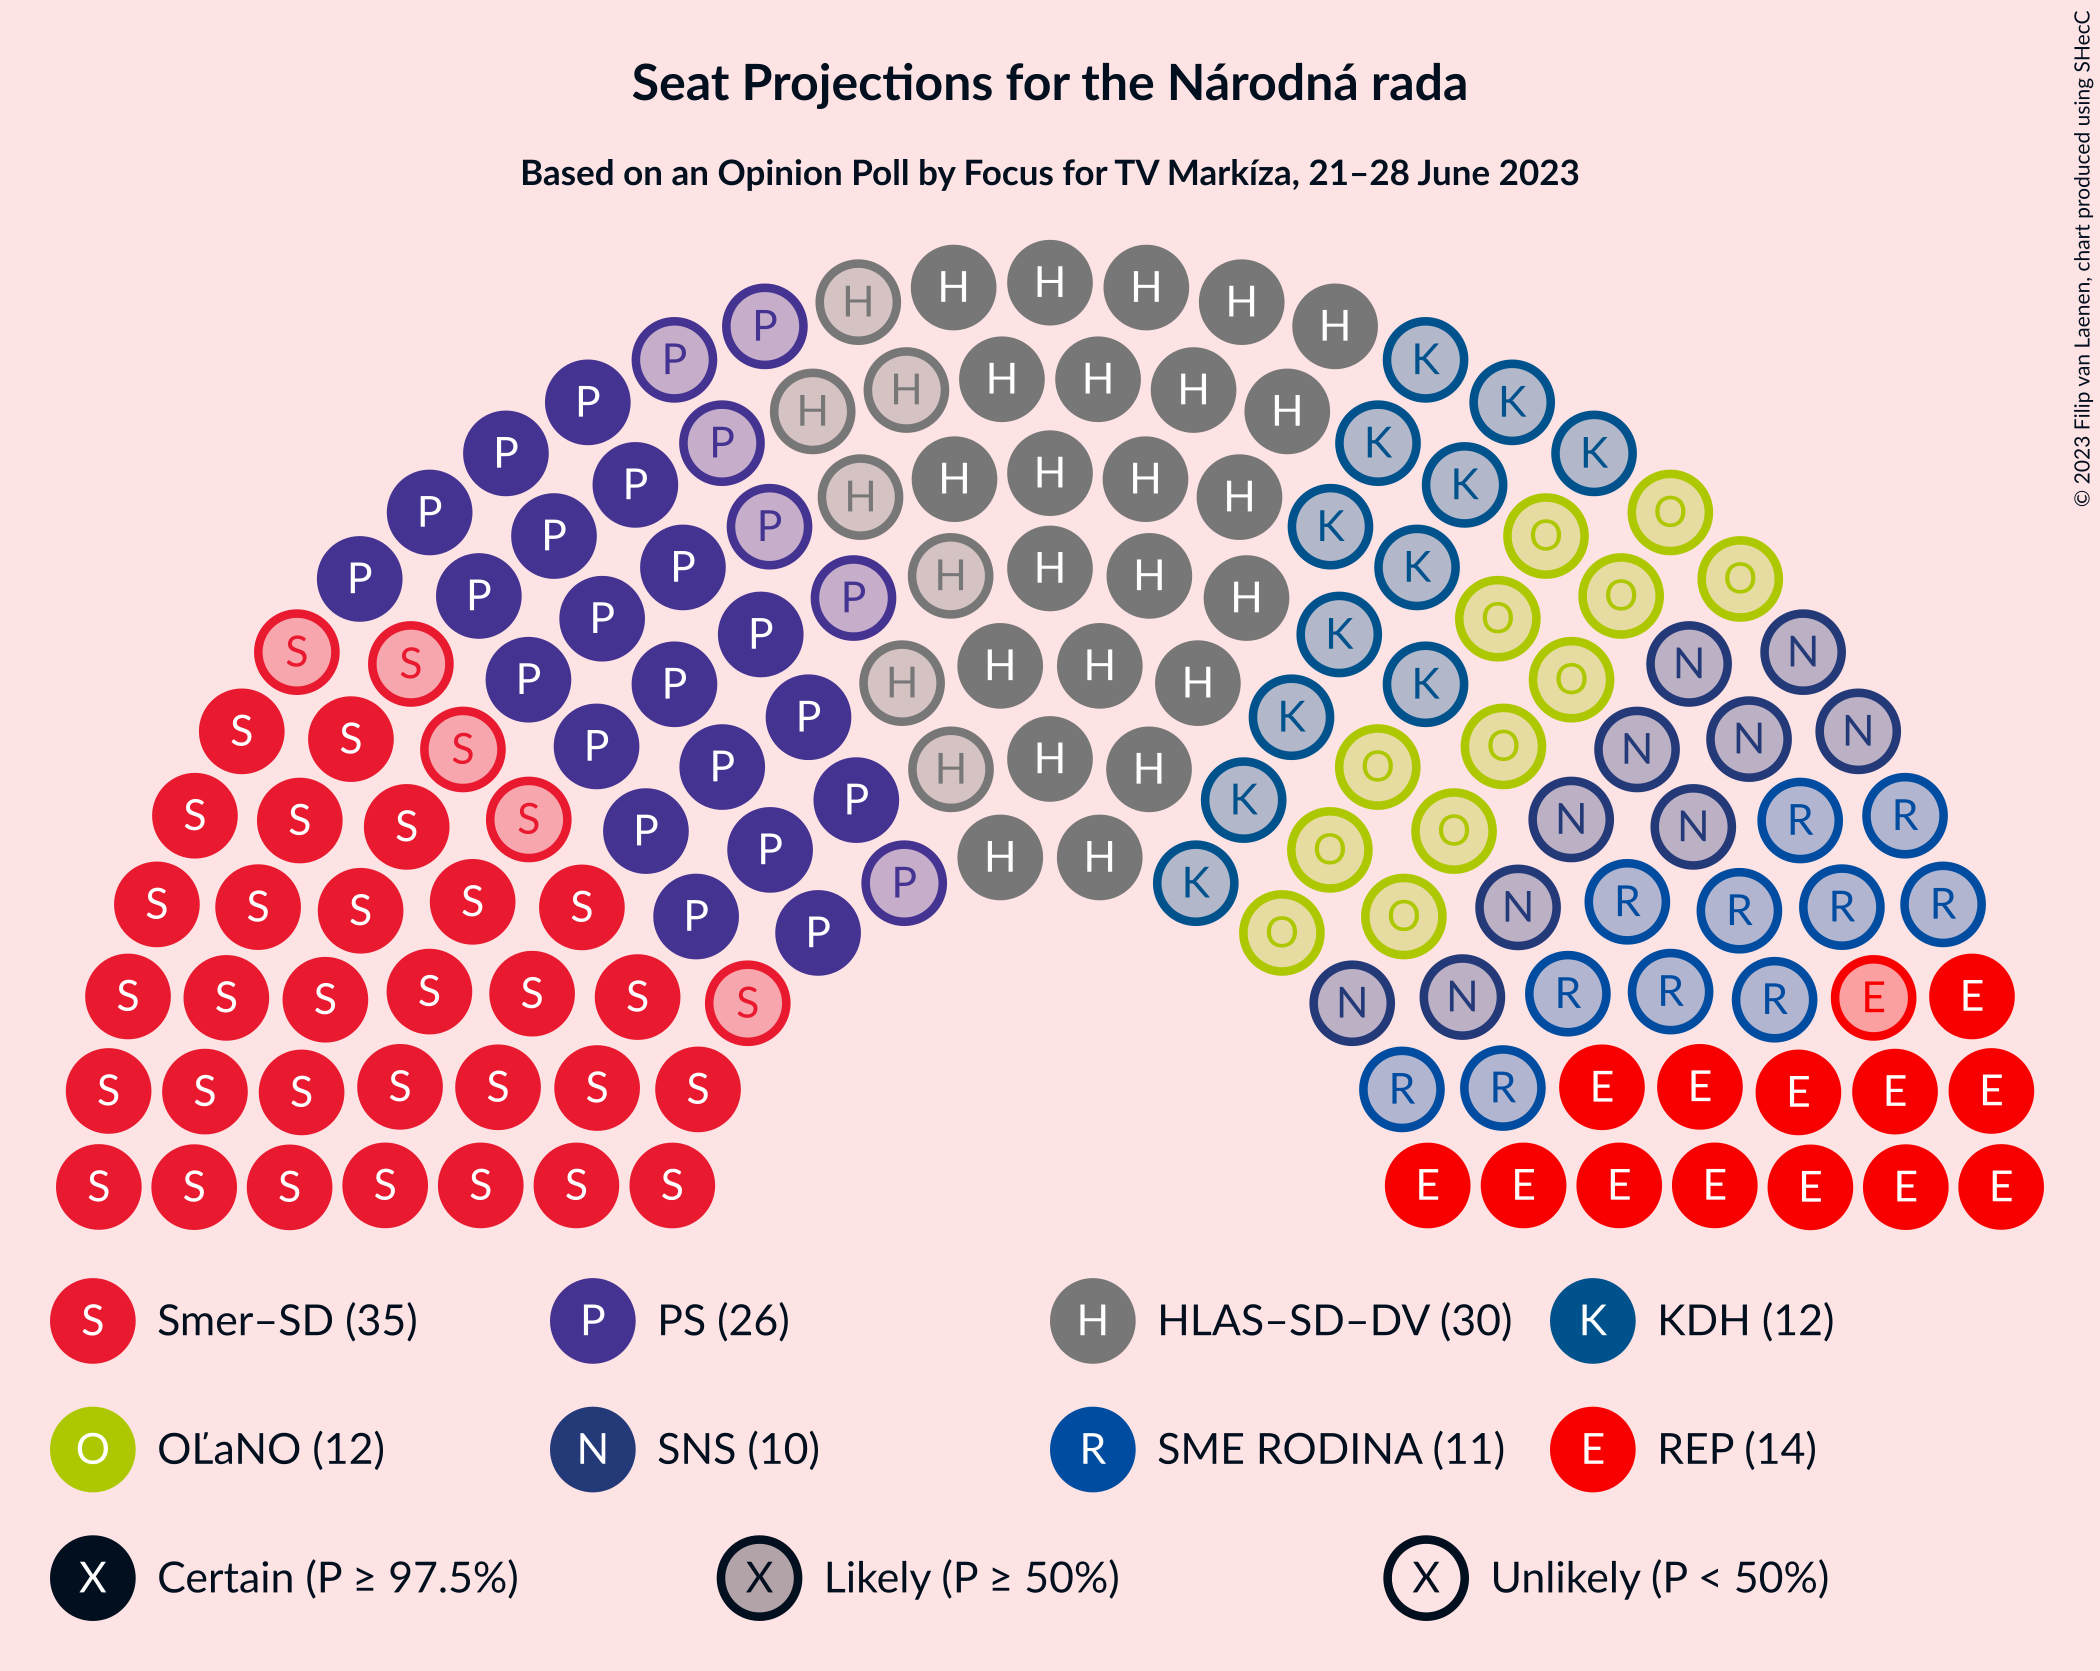 Seat Projections for the Národná rada
Based on an Opinion Poll by Focus for TV Markíza, 21–28 June 2023
© 2023 Filip van Laenen, chart produced using SHecC
H H H H H H
P P K K
P H H H H H H K
P P K K K
P P H H H H H K K O O
P P P K K O
P P H H H H K O O
P P P P K K O
S S P P P H H H H K O N N
S P P P K O N
S S P P H H H K O N N
S S S S P P P K O N N R R
S S S S S P P H H K O N R R R R
P P O O
S S S S S S S N N R R R E E
S S S S S S S R R E E E E E
S S S S S S S E E E E E E E
S Smer–SD (35) P PS (26) H HLAS–SD–DV (30) K KDH (12)
O OĽaNO (12) N SNS (10) R SME RODINA (11) E REP (14)
X Certain (P ≥ 97.5%) X Likely (P ≥ 50%) X Unlikely (P < 50%)